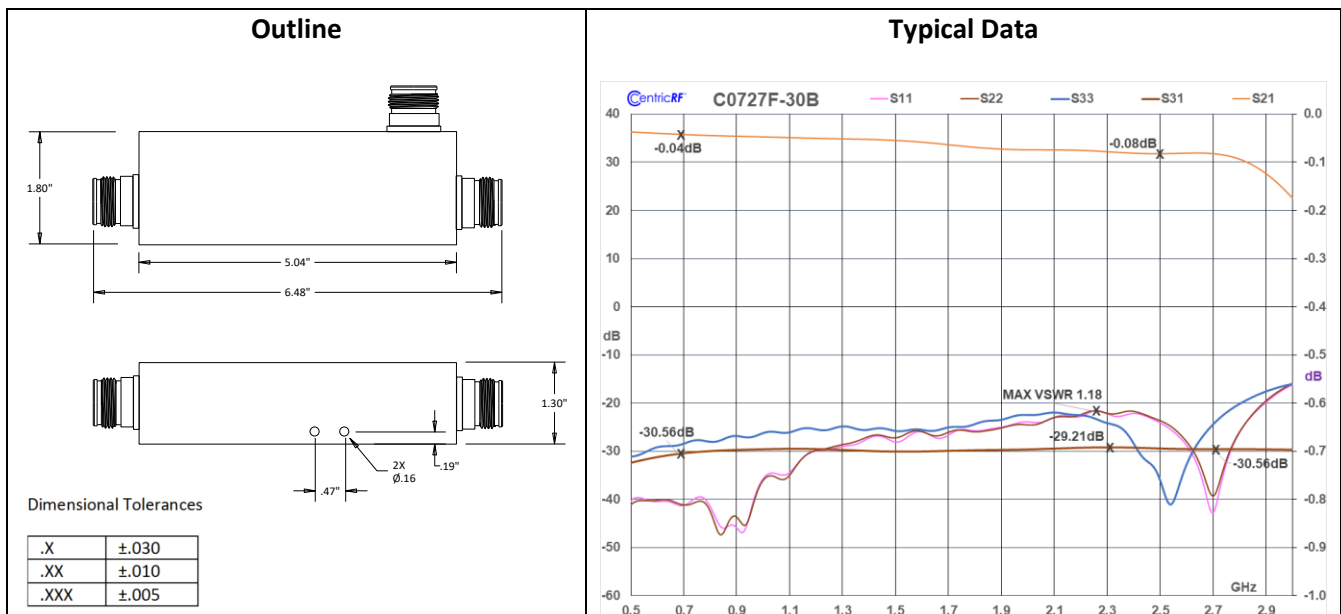 Outline
1.80"
5.04"
6.48"
1.30"
.19"
2X
Ø.16
.47"
Dimensional Tolerances
.X ±.030
.XX ±.010
.XXX ±.005
Typical Data
CentricRF™ C0727F-30B S11 S22 S33 S31 S21
40 0.0
-0.04dB
-0.08dB
30 -0.1
20 -0.2
10 -0.3
0 -0.4
dB
-10 -0.5
dB
MAX VSWR 1.18
-20 -0.6
-30.56dB
-29.21dB
-30 -0.7
-30.56dB
-40 -0.8
-50 -0.9
GHz
-60 -1.0
0.5 0.7 0.9 1.1 1.3 1.5 1.7 1.9 2.1 2.3 2.5 2.7 2.9